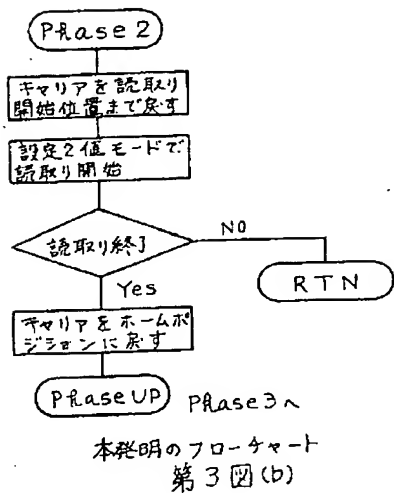 Phase 2
キャリアを読取り
開始位置まで戻す
設定2値モードで
読取り開始
読取り終了
NO
RTN
Yes
キャリアをホームポ
ジションに戻す
Phase UP
Phase 3へ
本発明のフローチャート
第3図(b)